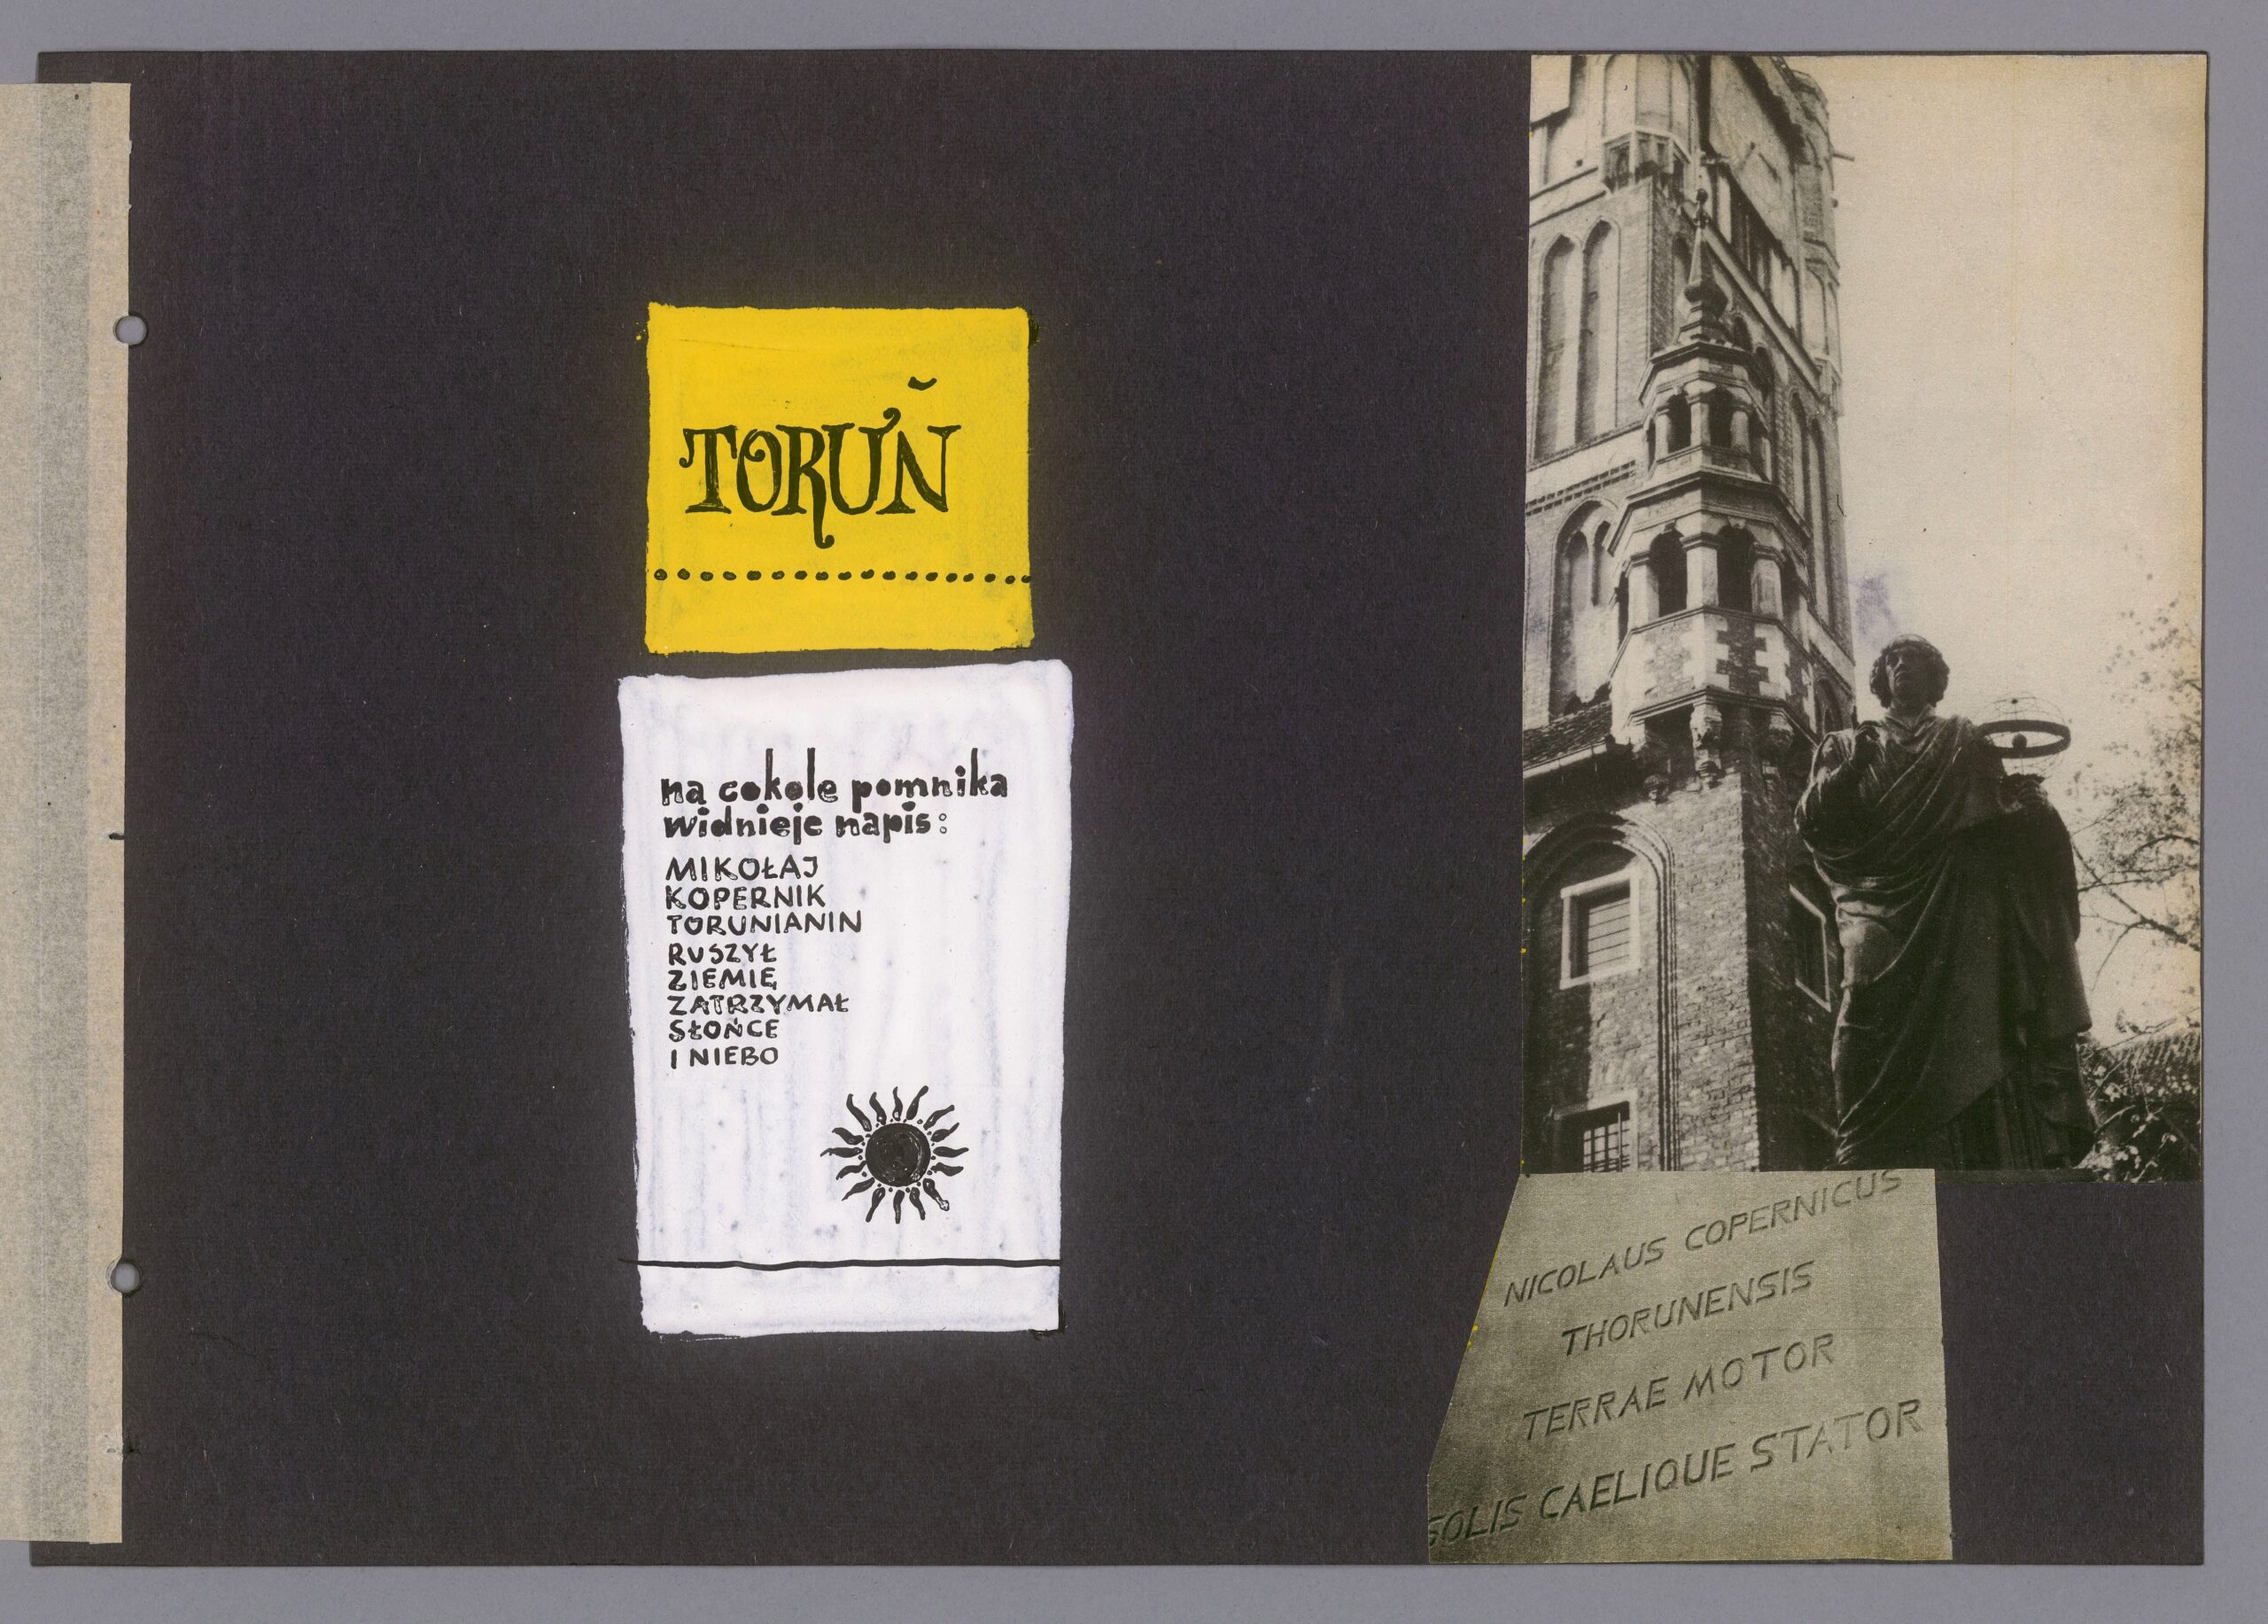 TORUŃ
na cokole pomnika
widnieje napis:
MIKOŁAJ
KOPERNIK
TORUNIANIN
RUSZYŁ
ZIEMIĘ
ZATRZYMAŁ
SŁOŃCE
I NIEBO
NICOLAUS COPERNICUS
THORUNENSIS
TERRAE MOTOR
SOLIS CAELIQUE STATOR